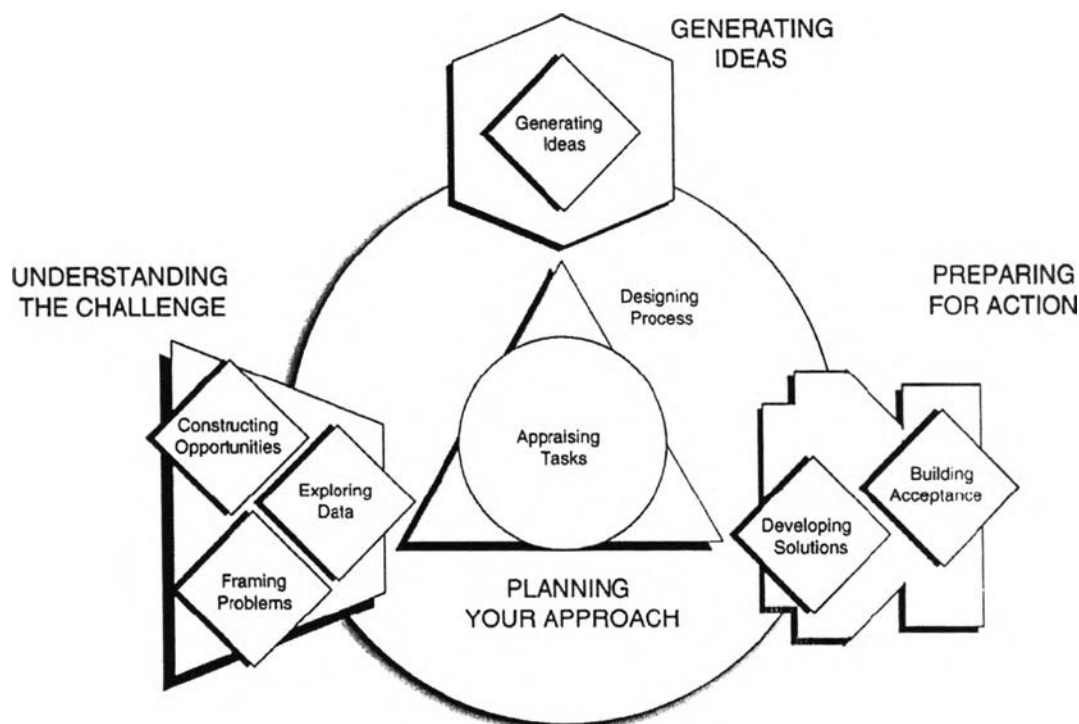 GENERATING
IDEAS
Generating
Ideas
UNDERSTANDING
THE CHALLENGE
Constructing
Opportunities
Exploring
Data
Framing
Problems
Designing
Process
Appraising
Tasks
PLANNING
YOUR APPROACH
PREPARING
FOR ACTION
Building
Acceptance
Developing
Solutions